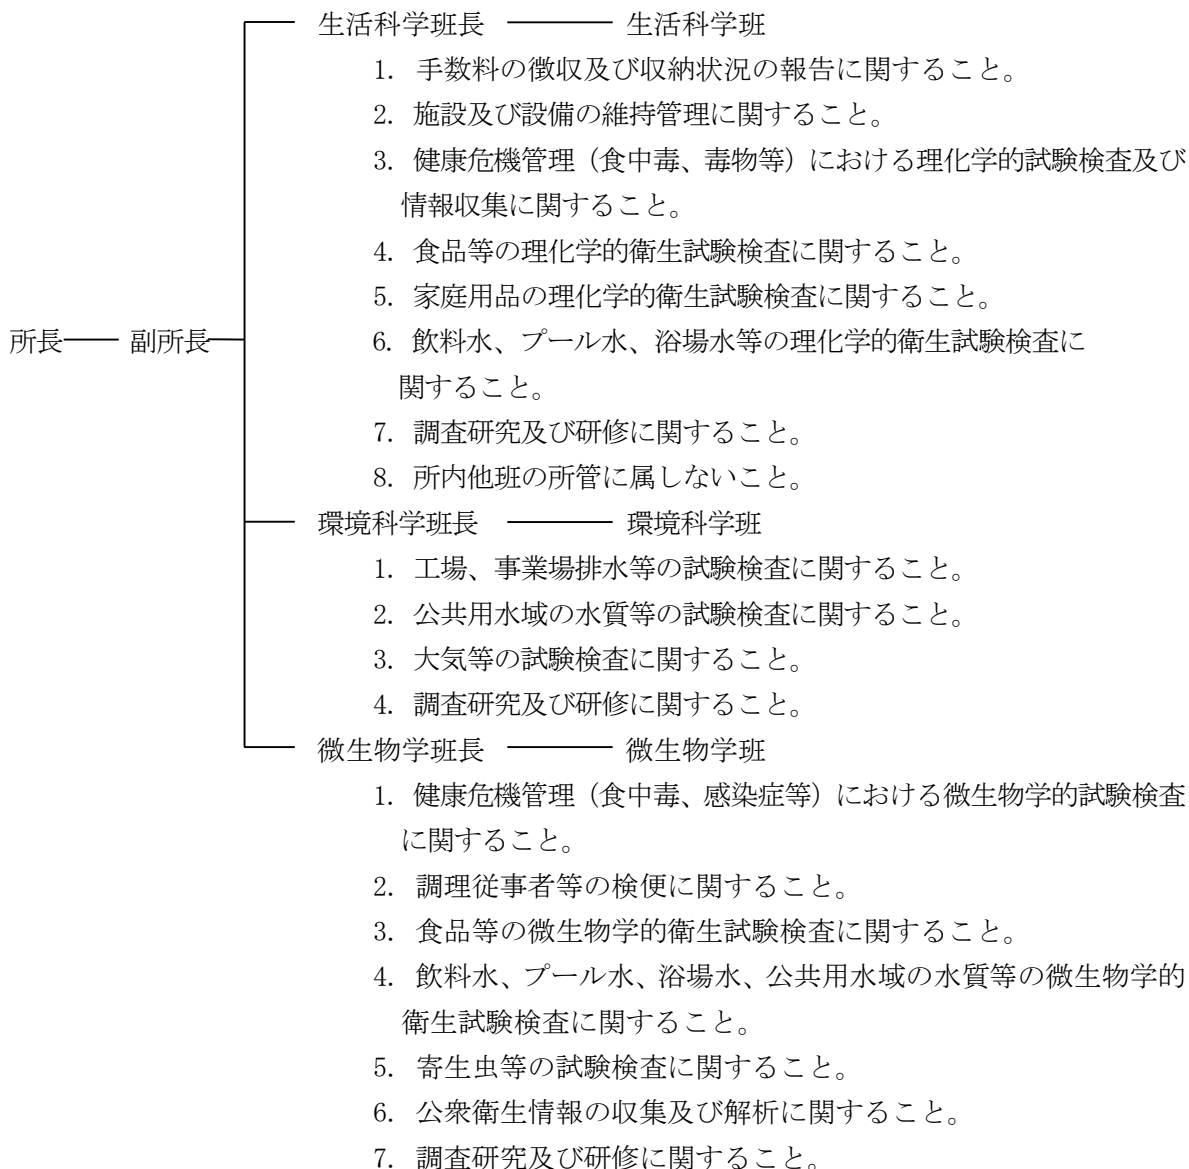 生活科学班長 生活科学班
1. 手数料の徴収及び収納状況の報告に関すること。
2. 施設及び設備の維持管理に関すること。
3. 健康危機管理（食中毒、毒物等）における理化学的試験検査及び
情報収集に関すること。
4. 食品等の理化学的衛生試験検査に関すること。
5. 家庭用品の理化学的衛生試験検査に関すること。
所長 副所長
6. 飲料水、プール水、浴場水等の理化学的衛生試験検査に
関すること。
7. 調査研究及び研修に関すること。
8. 所内他班の所管に属しないこと。
環境科学班長 環境科学班
1. 工場、事業場排水等の試験検査に関すること。
2. 公共用水域の水質等の試験検査に関すること。
3. 大気等の試験検査に関すること。
4. 調査研究及び研修に関すること。
微生物学班長 微生物学班
1. 健康危機管理（食中毒、感染症等）における微生物学的試験検査
に関すること。
2. 調理従事者等の検便に関すること。
3. 食品等の微生物学的衛生試験検査に関すること。
4. 飲料水、プール水、浴場水、公共用水域の水質等の微生物学的
衛生試験検査に関すること。
5. 寄生虫等の試験検査に関すること。
6. 公衆衛生情報の収集及び解析に関すること。
7. 調査研究及び研修に関すること。